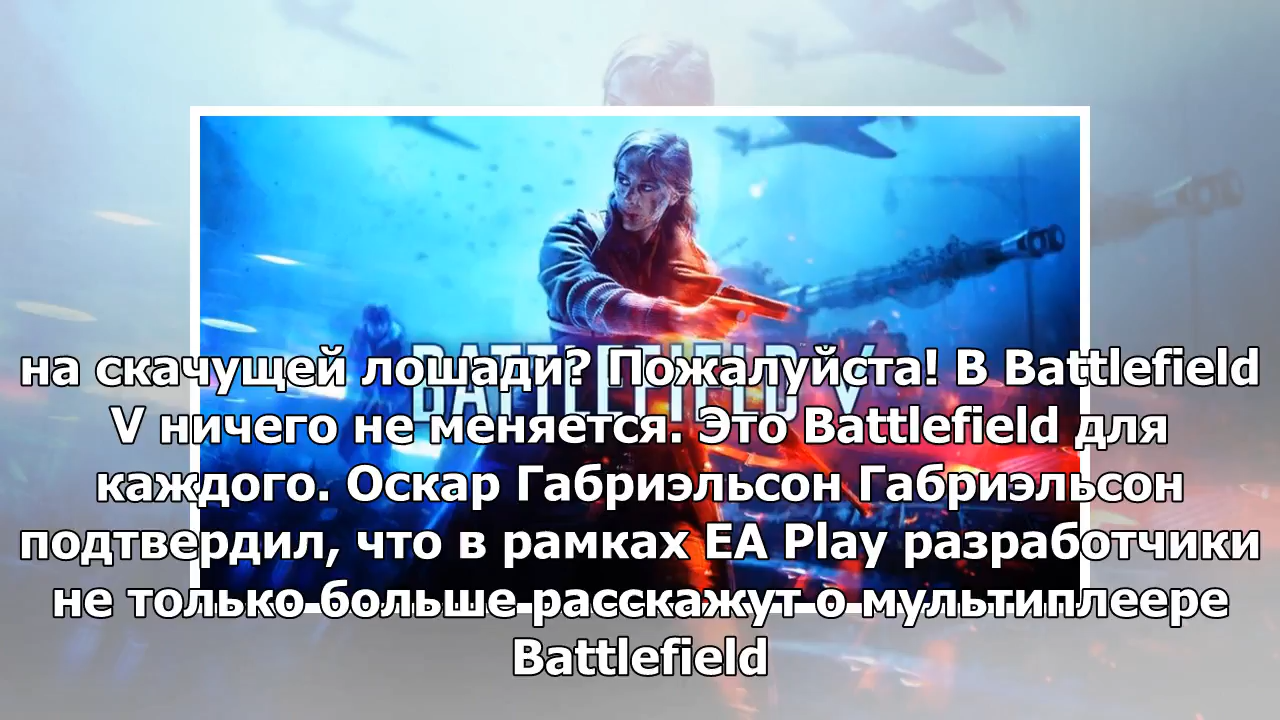 BATTLEFIELD V
на скачущей лошади? Пожалуйста! В Battlefield
V ничего не меняется. Это Battlefield для
каждого. Оскар Габриэльсон Габриэльсон
подтвердил, что в рамках EA Play разработчики
не только больше расскажут о мультиплеере
Battlefield